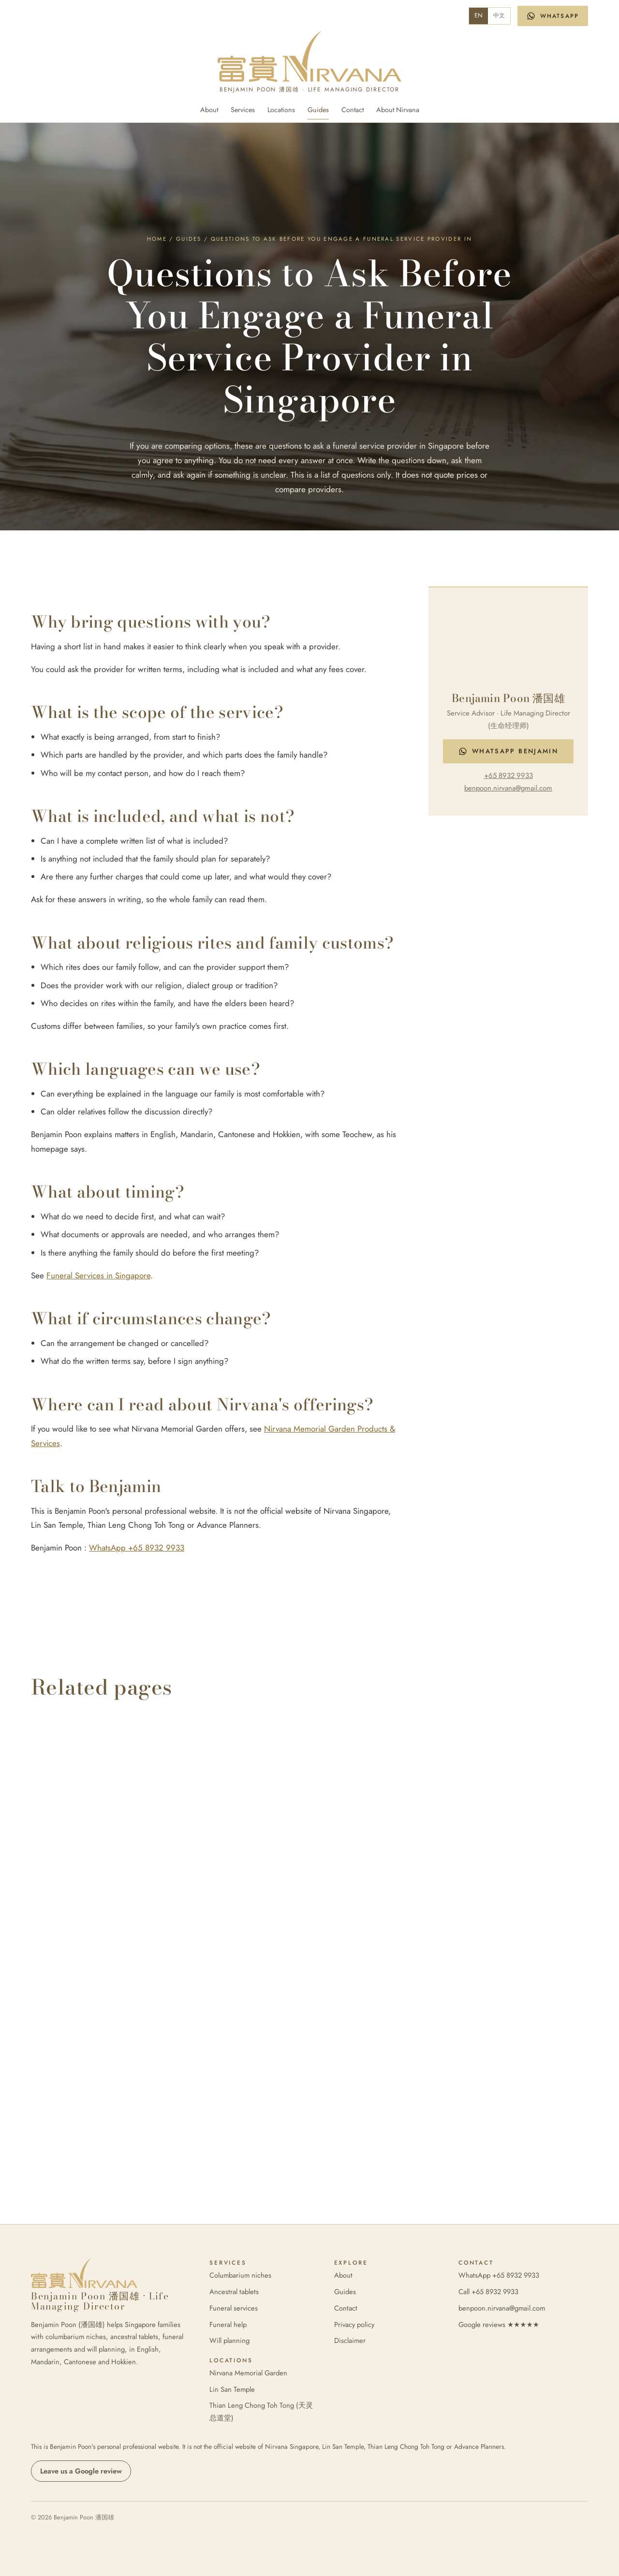 EN 中文 WHATSAPP
富貴 NIRVANA
BENJAMIN POON 潘国雄 · LIFE MANAGING DIRECTOR
About Services Locations Guides Contact About Nirvana
HOME / GUIDES / QUESTIONS TO ASK BEFORE YOU ENGAGE A FUNERAL SERVICE PROVIDER IN
Questions to Ask Before
You Engage a Funeral
Service Provider in
Singapore
If you are comparing options, these are questions to ask a funeral service provider in Singapore before
you agree to anything. You do not need every answer at once. Write the questions down, ask them
calmly, and ask again if something is unclear. This is a list of questions only. It does not quote prices or
compare providers.
Why bring questions with you?
Having a short list in hand makes it easier to think clearly when you speak with a provider.
You could ask the provider for written terms, including what is included and what any fees cover.
What is the scope of the service?
What exactly is being arranged, from start to finish?
Which parts are handled by the provider, and which parts does the family handle?
Who will be my contact person, and how do I reach them?
What is included, and what is not?
Can I have a complete written list of what is included?
Is anything not included that the family should plan for separately?
Are there any further charges that could come up later, and what would they cover?
Ask for these answers in writing, so the whole family can read them.
What about religious rites and family customs?
Which rites does our family follow, and can the provider support them?
Does the provider work with our religion, dialect group or tradition?
Who decides on rites within the family, and have the elders been heard?
Customs differ between families, so your family's own practice comes first.
Which languages can we use?
Can everything be explained in the language our family is most comfortable with?
Can older relatives follow the discussion directly?
Benjamin Poon explains matters in English, Mandarin, Cantonese and Hokkien, with some Teochew, as his
homepage says.
What about timing?
What do we need to decide first, and what can wait?
What documents or approvals are needed, and who arranges them?
Is there anything the family should do before the first meeting?
See Funeral Services in Singapore.
What if circumstances change?
Can the arrangement be changed or cancelled?
What do the written terms say, before I sign anything?
Where can I read about Nirvana's offerings?
If you would like to see what Nirvana Memorial Garden offers, see Nirvana Memorial Garden Products &
Services.
Talk to Benjamin
This is Benjamin Poon's personal professional website. It is not the official website of Nirvana Singapore,
Lin San Temple, Thian Leng Chong Toh Tong or Advance Planners.
Benjamin Poon : WhatsApp +65 8932 9933
Benjamin Poon 潘国雄
Service Advisor · Life Managing Director
(生命经理师)
WHATSAPP BENJAMIN
+65 8932 9933
benpoon.nirvana@gmail.com
Related pages
富貴 NIRVANA
Benjamin Poon 潘国雄 · Life
Managing Director
Benjamin Poon (潘国雄) helps Singapore families
with columbarium niches, ancestral tablets, funeral
arrangements and will planning, in English,
Mandarin, Cantonese and Hokkien.
SERVICES
Columbarium niches
Ancestral tablets
Funeral services
Funeral help
Will planning
LOCATIONS
Nirvana Memorial Garden
Lin San Temple
Thian Leng Chong Toh Tong (天灵
总道堂)
EXPLORE
About
Guides
Contact
Privacy policy
Disclaimer
CONTACT
WhatsApp +65 8932 9933
Call +65 8932 9933
benpoon.nirvana@gmail.com
Google reviews ★★★★★
This is Benjamin Poon's personal professional website. It is not the official website of Nirvana Singapore, Lin San Temple, Thian Leng Chong Toh Tong or Advance Planners.
Leave us a Google review
© 2026 Benjamin Poon 潘国雄